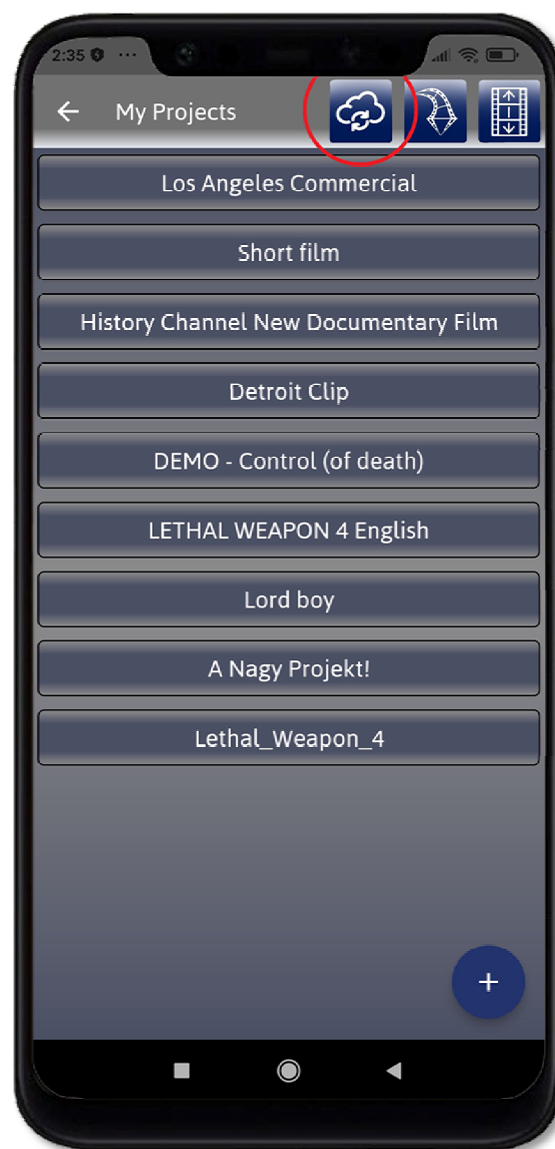 2:35
My Projects
Los Angeles Commercial
Short film
History Channel New Documentary Film
Detroit Clip
DEMO - Control (of death)
LETHAL WEAPON 4 English
Lord boy
A Nagy Projekt!
Lethal_Weapon_4